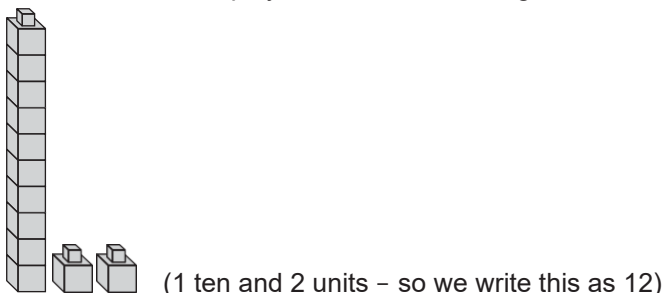 (1 ten and 2 units – so we write this as 12)